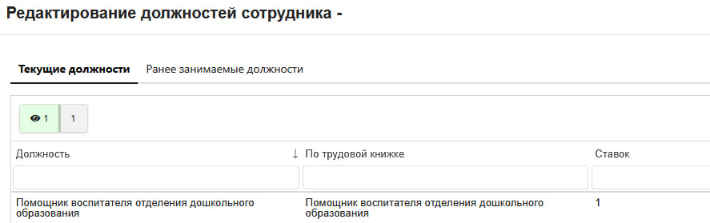 Редактирование должностей сотрудника -
Текущие должности Ранее занимаемые должности
1 1
Должность ↓ По трудовой книжке Ставок
Помощник воспитателя отделения дошкольного Помощник воспитателя отделения дошкольного 1
образования образования